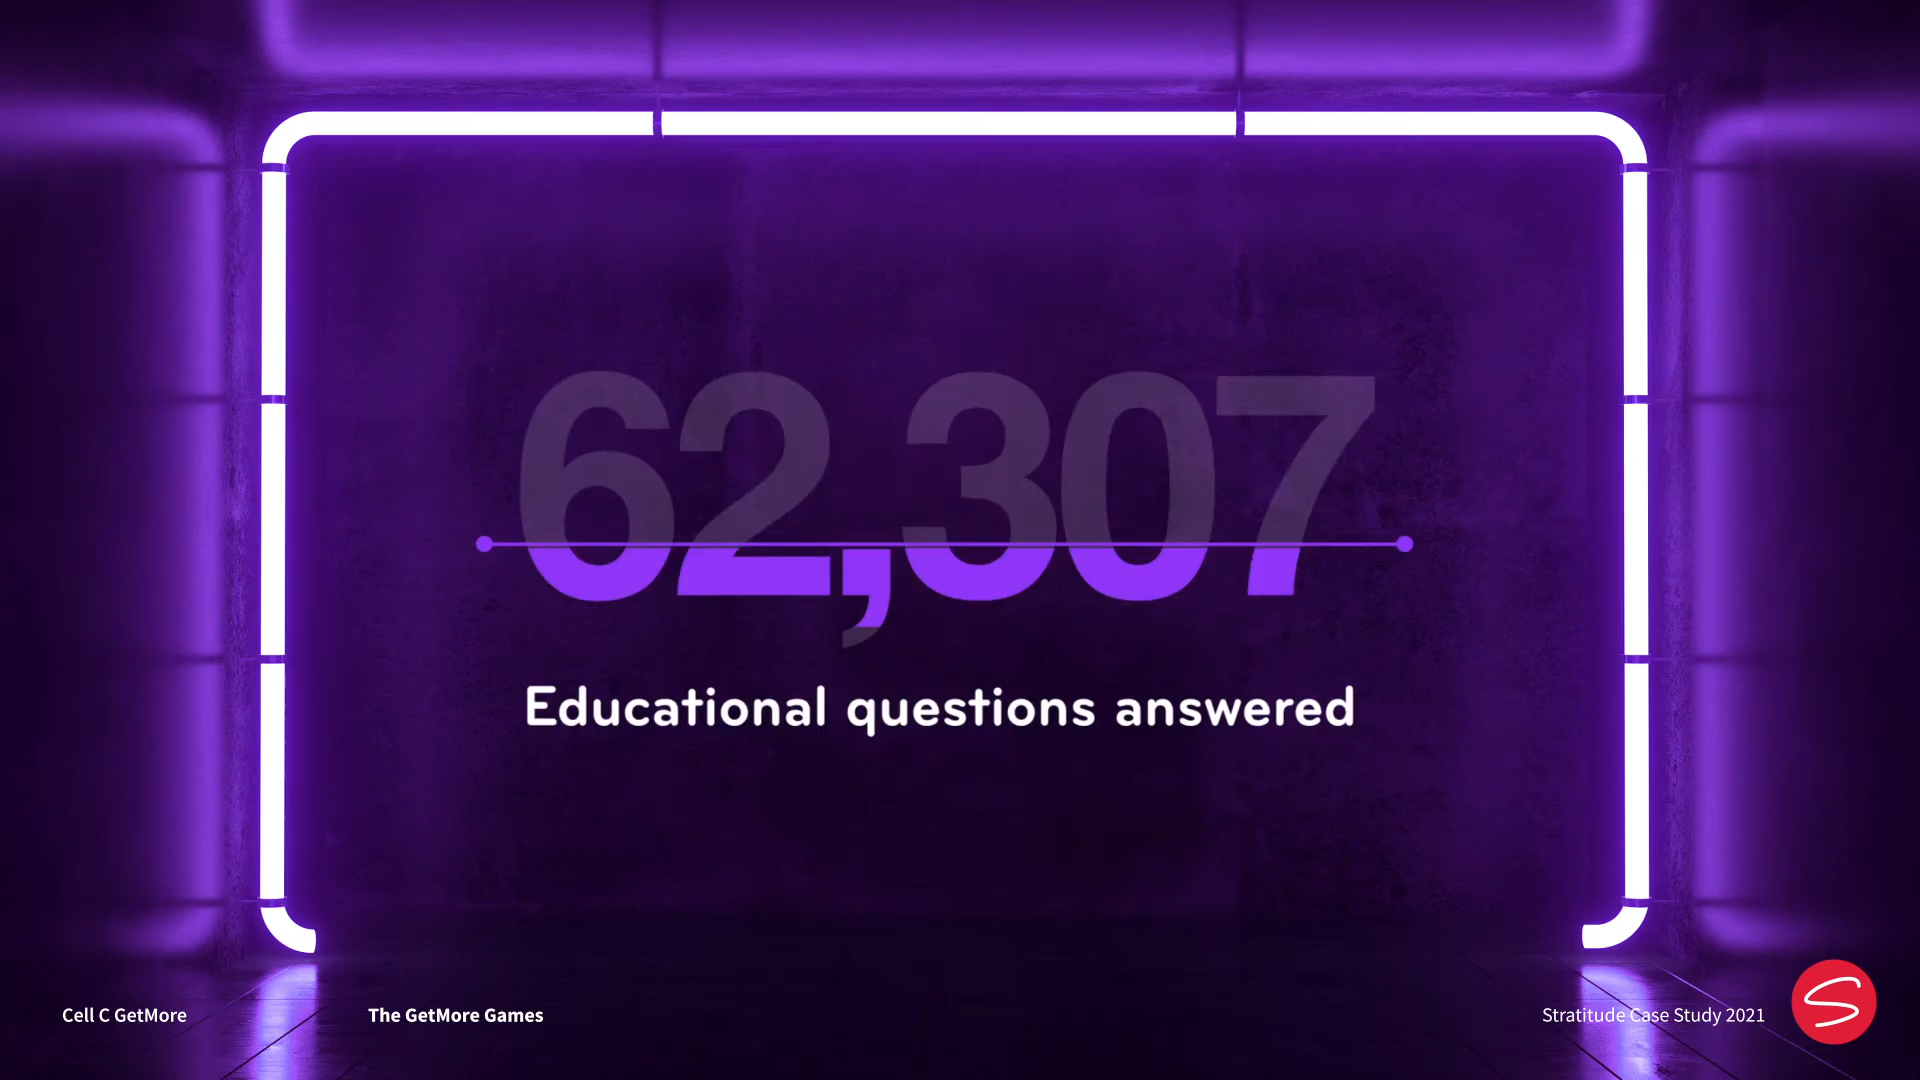 62,307
Educational questions answered
Cell C GetMore
The GetMore Games
Stratitude Case Study 2021
S